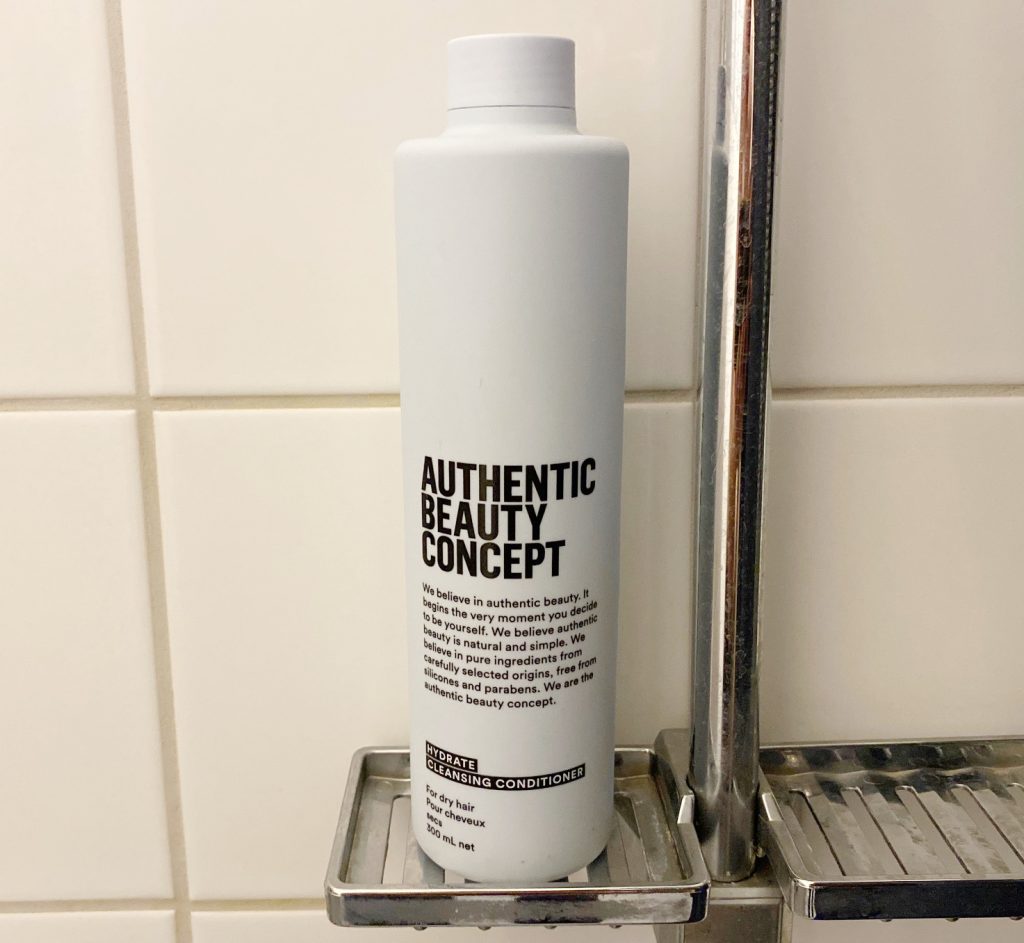 AUTHENTIC
BEAUTY
CONCEPT
We believe in authentic beauty. It
begins the very moment you decide
to be yourself. We believe authentic
beauty is natural and simple. We
believe in pure ingredients from
carefully selected origins, free from
silicones and parabens. We are the
authentic beauty concept.
HYDRATE
CLEANSING CONDITIONER
For dry hair
Pour cheveux
secs
300 mL net